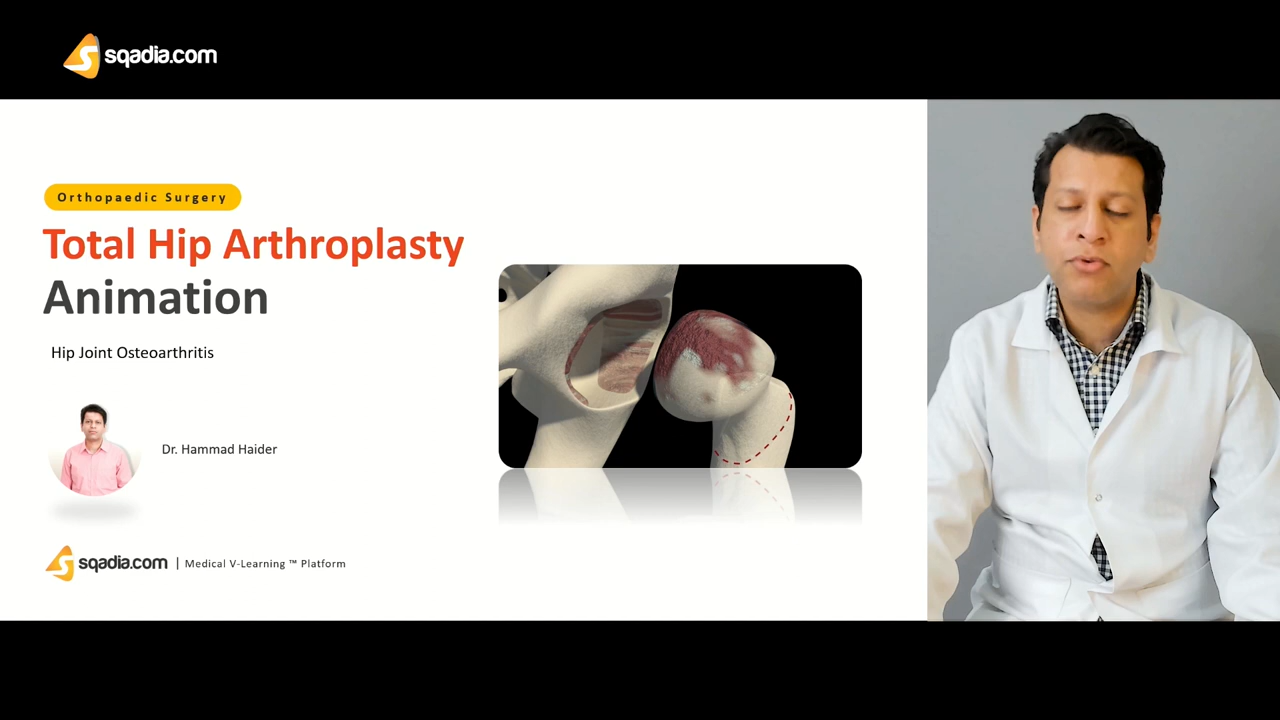 sqadia.com
Orthopaedic Surgery
Total Hip Arthroplasty
Animation
Hip Joint Osteoarthritis
Dr. Hammad Haider
sqadia.com | Medical V-Learning ™ Platform